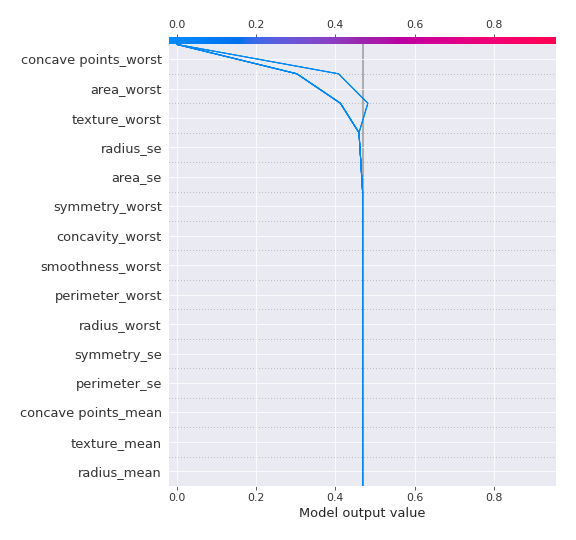 0.0 0.2 0.4 0.6 0.8
concave points_worst
area_worst
texture_worst
radius_se
area_se
symmetry_worst
concavity_worst
smoothness_worst
perimeter_worst
radius_worst
symmetry_se
perimeter_se
concave points_mean
texture_mean
radius_mean
0.0 0.2 0.4 0.6 0.8
Model output value